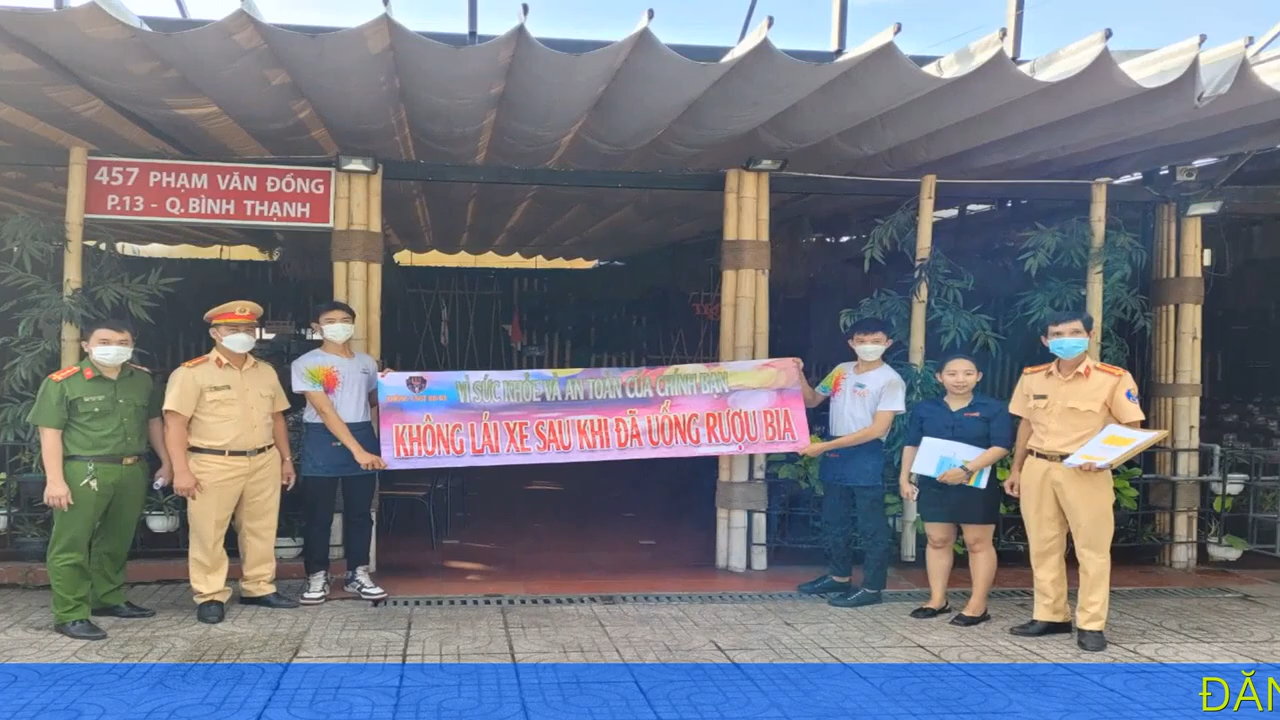 457 PHẠM VĂN ĐỒNG
P.13 - Q.BÌNH THẠNH
VÌ SỨC KHỎE VÀ AN TOÀN CỦA CHÍNH BẠN
KHÔNG LÁI XE SAU KHI ĐÃ UỐNG RƯỢU BIA
ĐĂN